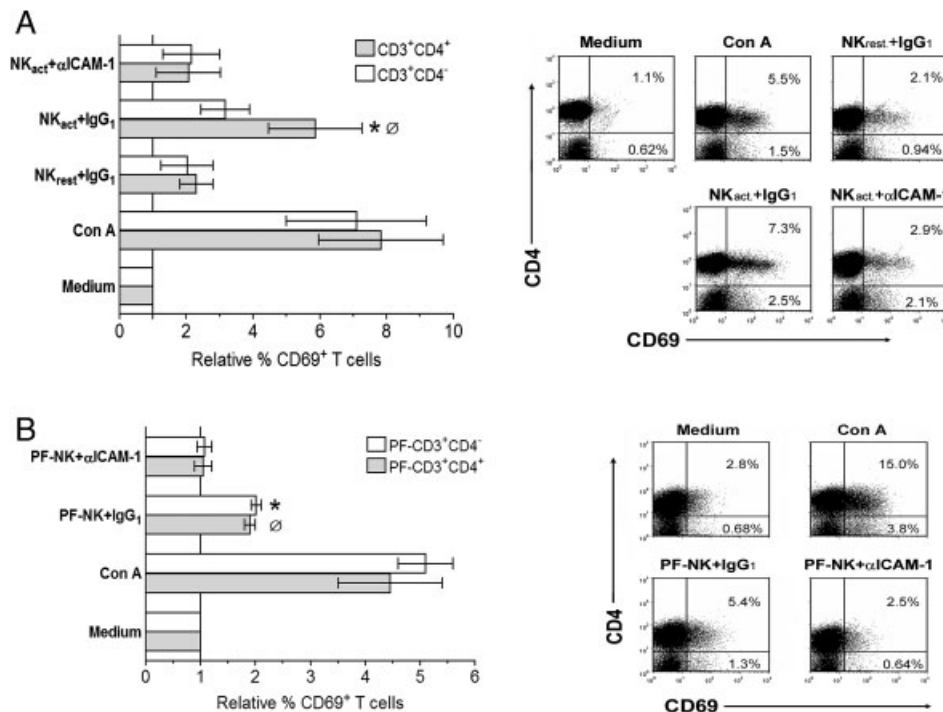 A
NKact+αICAM-1
NKact+IgG1
NKrest+IgG1
Con A
Medium
CD3+CD4+
CD3+CD4-
* Ø
0 2 4 6 8 10
Relative % CD69+ T cells
Medium
1.1%
0.62%
Con A
5.5%
1.5%
NKrest.+IgG1
2.1%
0.94%
NKact.+IgG1
7.3%
2.5%
NKact.+αICAM-1
2.9%
2.1%
CD4
CD69
B
PF-NK+αICAM-1
PF-NK+IgG1
Con A
Medium
PF-CD3+CD4-
PF-CD3+CD4+
*
Ø
0 1 2 3 4 5 6
Relative % CD69+ T cells
Medium
2.8%
0.68%
Con A
15.0%
3.8%
PF-NK+IgG1
5.4%
1.3%
PF-NK+αICAM-1
2.5%
0.64%
CD4
CD69